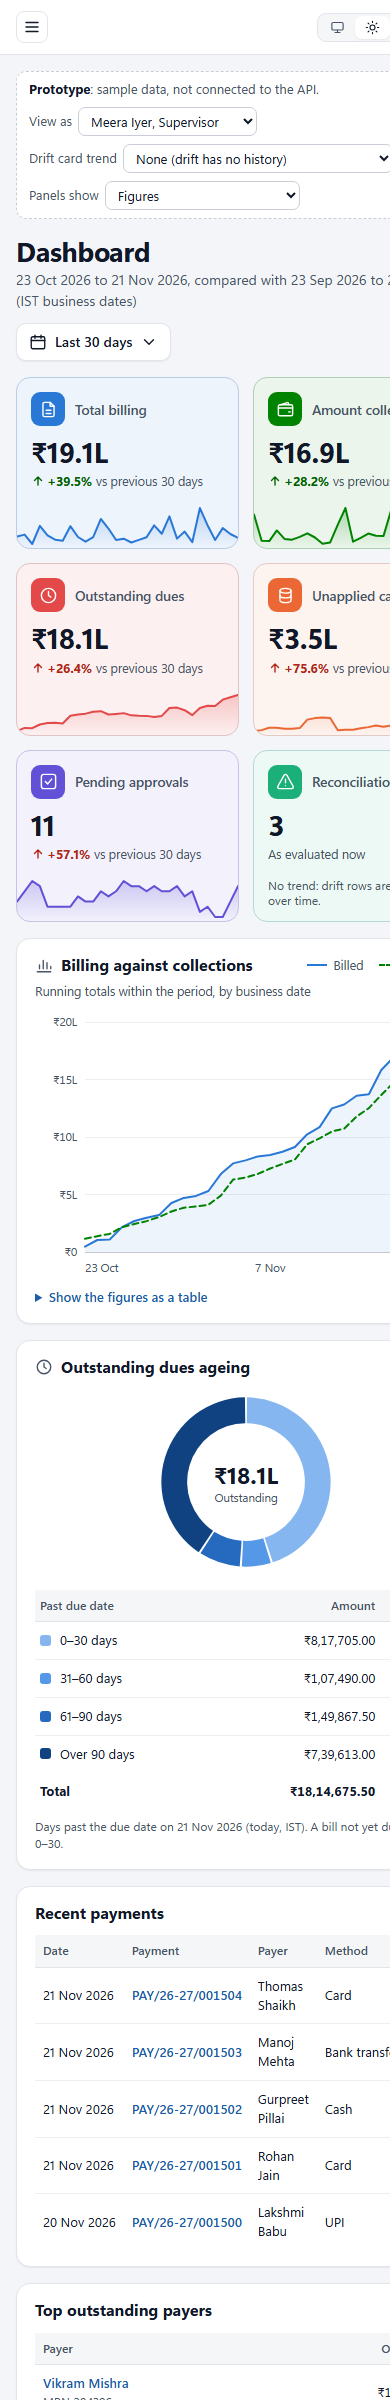 Prototype: sample data, not connected to the API.
View as Meera Iyer, Supervisor
Drift card trend None (drift has no history)
Panels show Figures
Dashboard
23 Oct 2026 to 21 Nov 2026, compared with 23 Sep 2026 to
(IST business dates)
Last 30 days
Total billing
₹19.1L
+39.5% vs previous 30 days
Amount colle
₹16.9L
+28.2% vs previou
Outstanding dues
₹18.1L
+26.4% vs previous 30 days
Unapplied ca
₹3.5L
+75.6% vs previou
Pending approvals
11
+57.1% vs previous 30 days
Reconciliatio
3
As evaluated now
No trend: drift rows are
over time.
Billing against collections
Billed
Running totals within the period, by business date
₹20L
₹15L
₹10L
₹5L
₹0
23 Oct 7 Nov
Show the figures as a table
Outstanding dues ageing
₹18.1L
Outstanding
Past due date Amount
0–30 days ₹8,17,705.00
31–60 days ₹1,07,490.00
61–90 days ₹1,49,867.50
Over 90 days ₹7,39,613.00
Total ₹18,14,675.50
Days past the due date on 21 Nov 2026 (today, IST). A bill not yet du
0–30.
Recent payments
Date Payment Payer Method
21 Nov 2026 PAY/26-27/001504 Thomas Shaikh Card
21 Nov 2026 PAY/26-27/001503 Manoj Mehta Bank transf
21 Nov 2026 PAY/26-27/001502 Gurpreet Pillai Cash
21 Nov 2026 PAY/26-27/001501 Rohan Jain Card
20 Nov 2026 PAY/26-27/001500 Lakshmi Babu UPI
Top outstanding payers
Payer O
Vikram Mishra
₹1